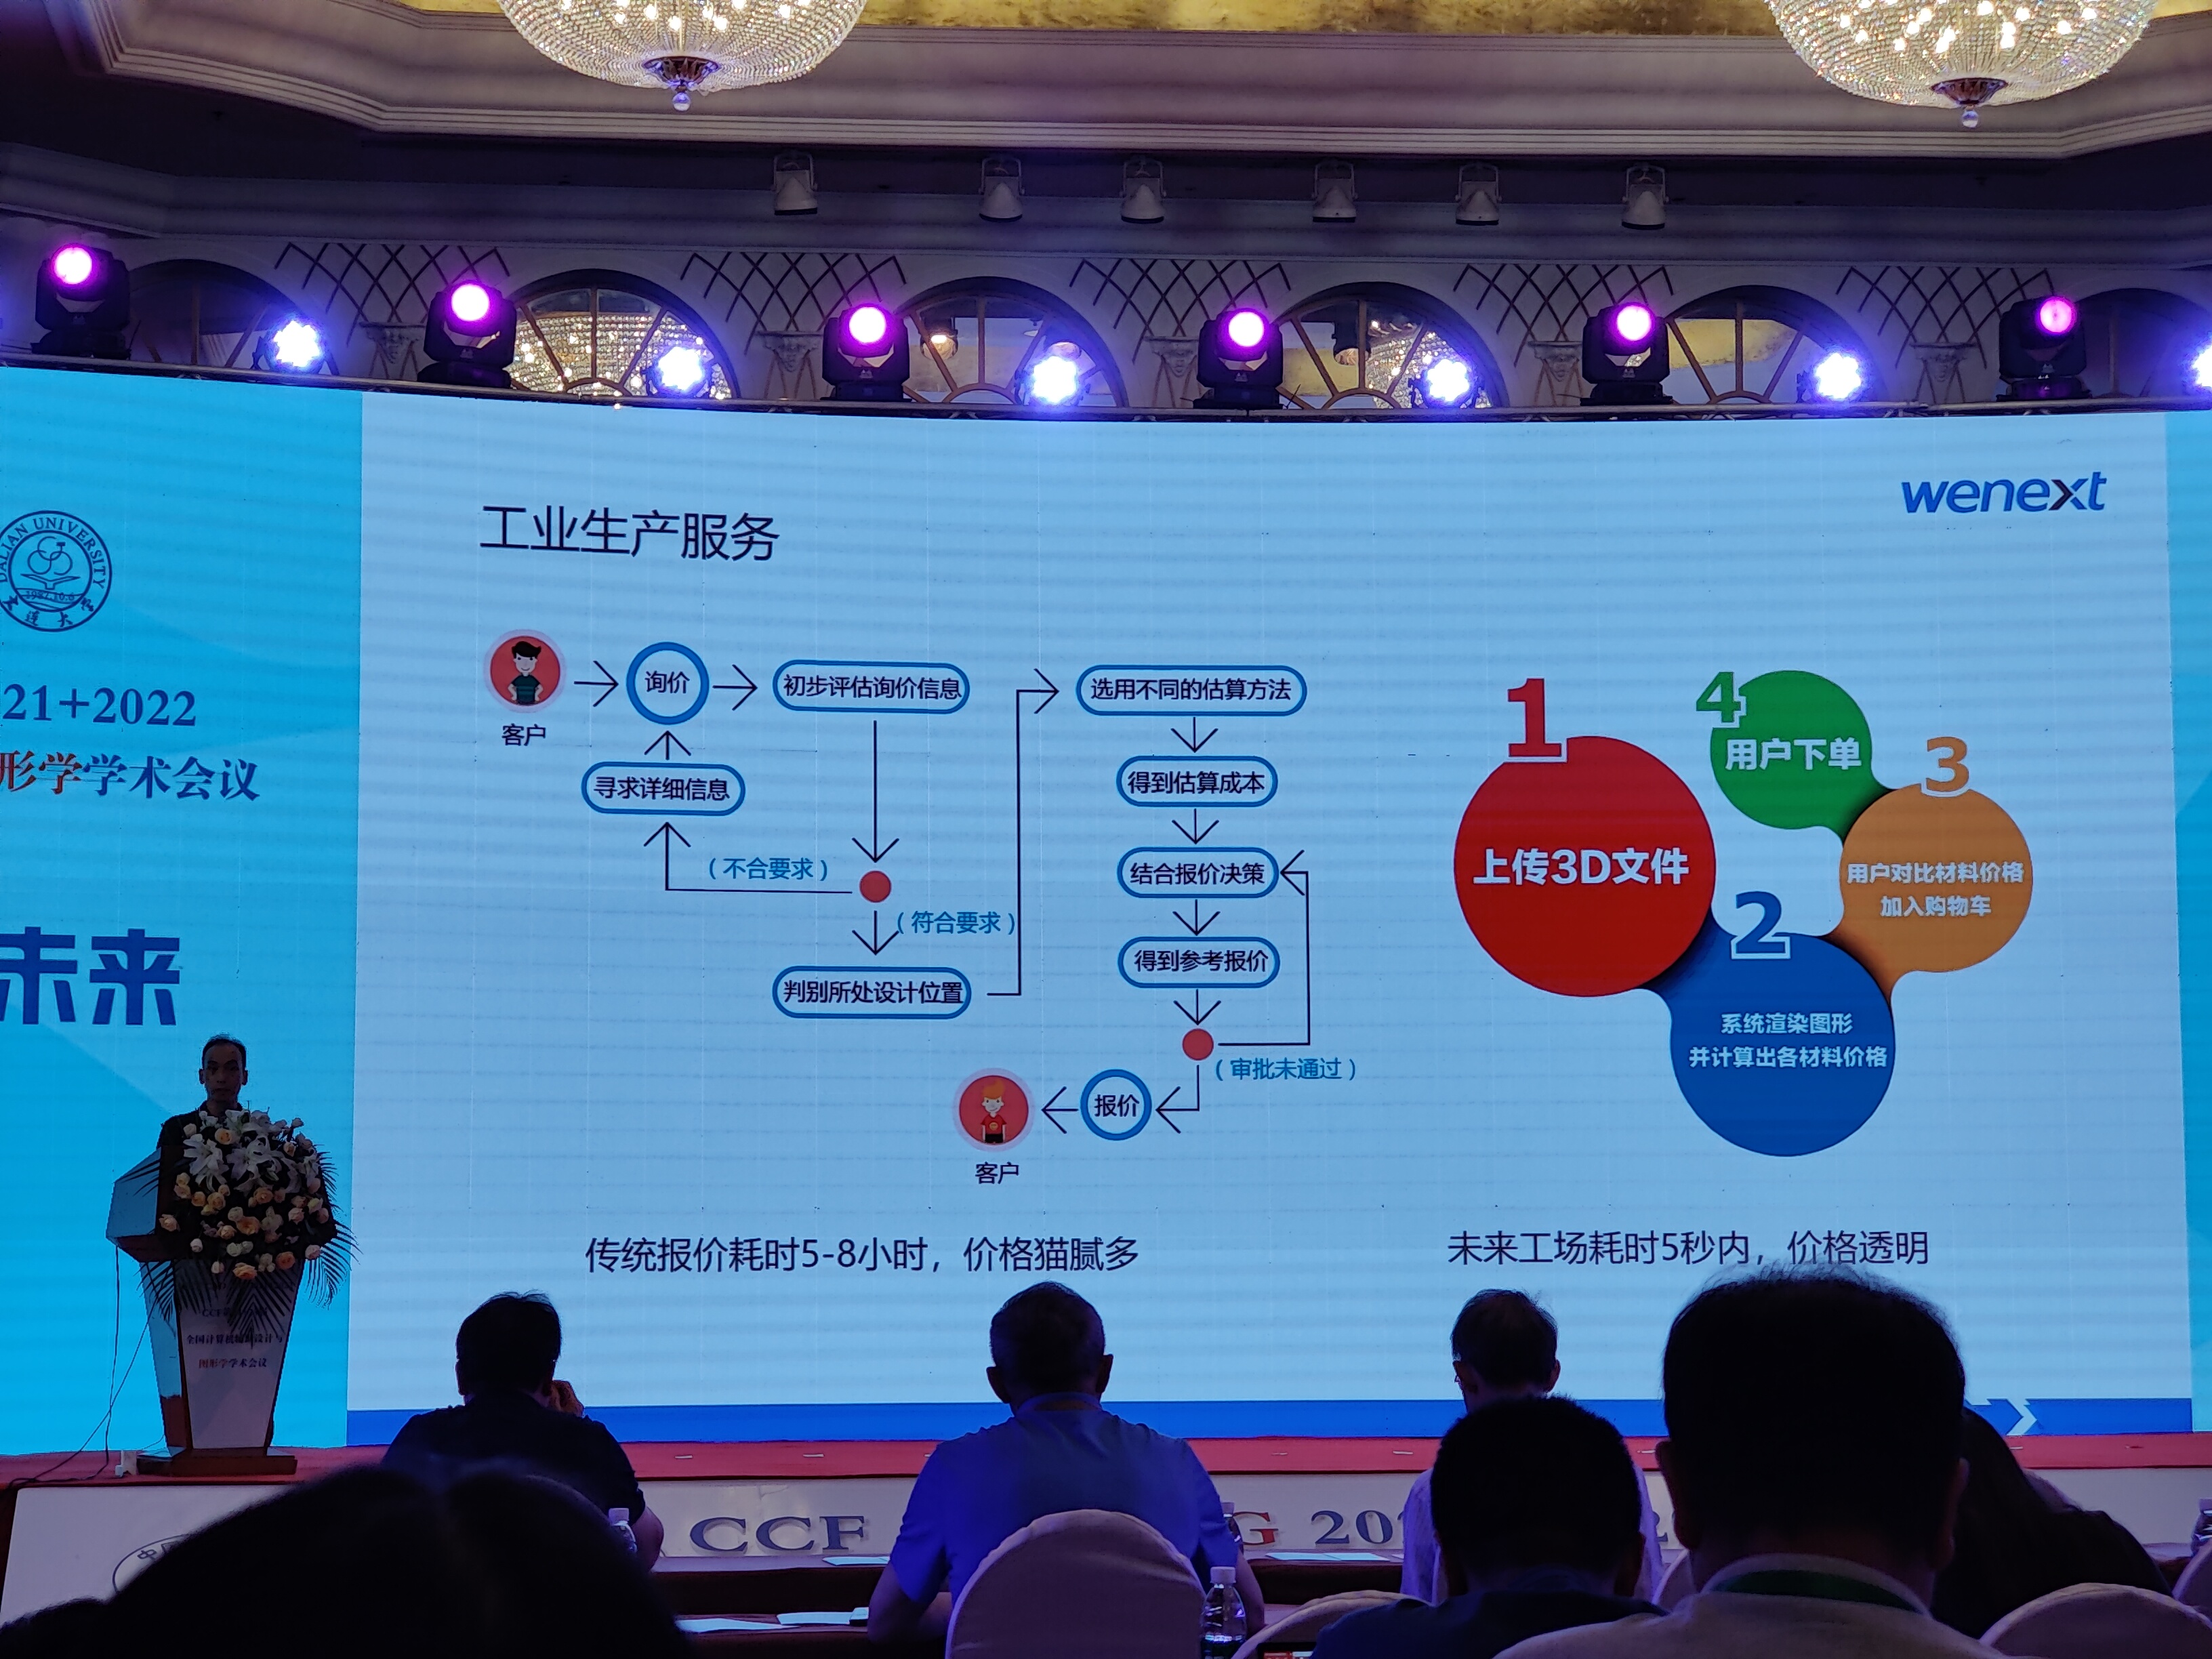 wenext
工业生产服务
DALIAN UNIVERSITY
1987.10.6
连大
21+2022
形学学术会议
未来
客户
询价
初步评估询价信息
寻求详细信息
（不合要求）
（符合要求）
判别所处设计位置
选用不同的估算方法
得到估算成本
结合报价决策
得到参考报价
（审批未通过）
报价
客户
传统报价耗时5-8小时，价格猫腻多
1
上传3D文件
2
系统渲染图形
并计算出各材料价格
3
用户对比材料价格
加入购物车
4
用户下单
未来工场耗时5秒内，价格透明
全国计算机辅助设计与
图形学学术会议
CCF G 20